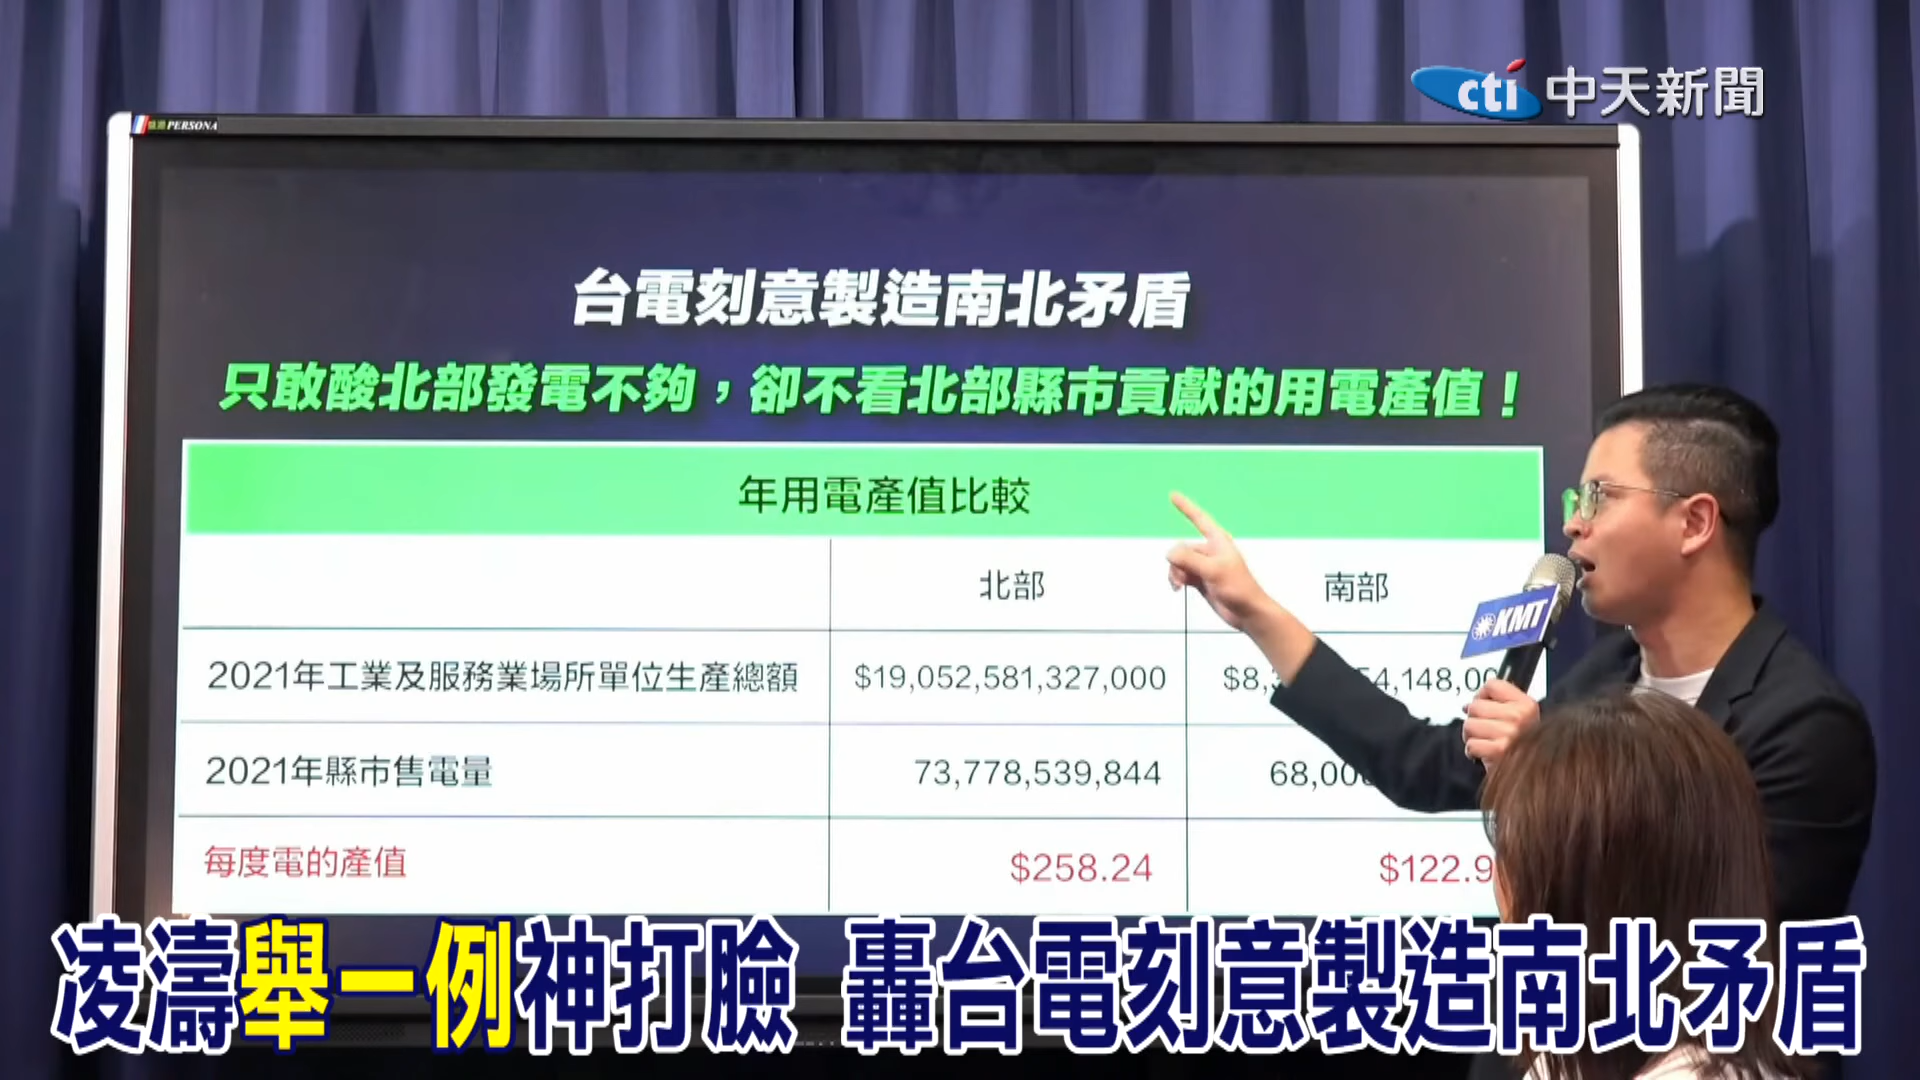 cti 中天新聞
PERSONA
台電刻意製造南北矛盾
只敢酸北部發電不夠，卻不看北部縣市貢獻的用電產值！
年用電產值比較
北部 南部
2021年工業及服務業場所單位生產總額 $19,052,581,327,000
2021年縣市售電量 73,778,539,844
每度電的產值 $258.24 $122.9
KMT
凌濤舉一例神打臉 轟台電刻意製造南北矛盾